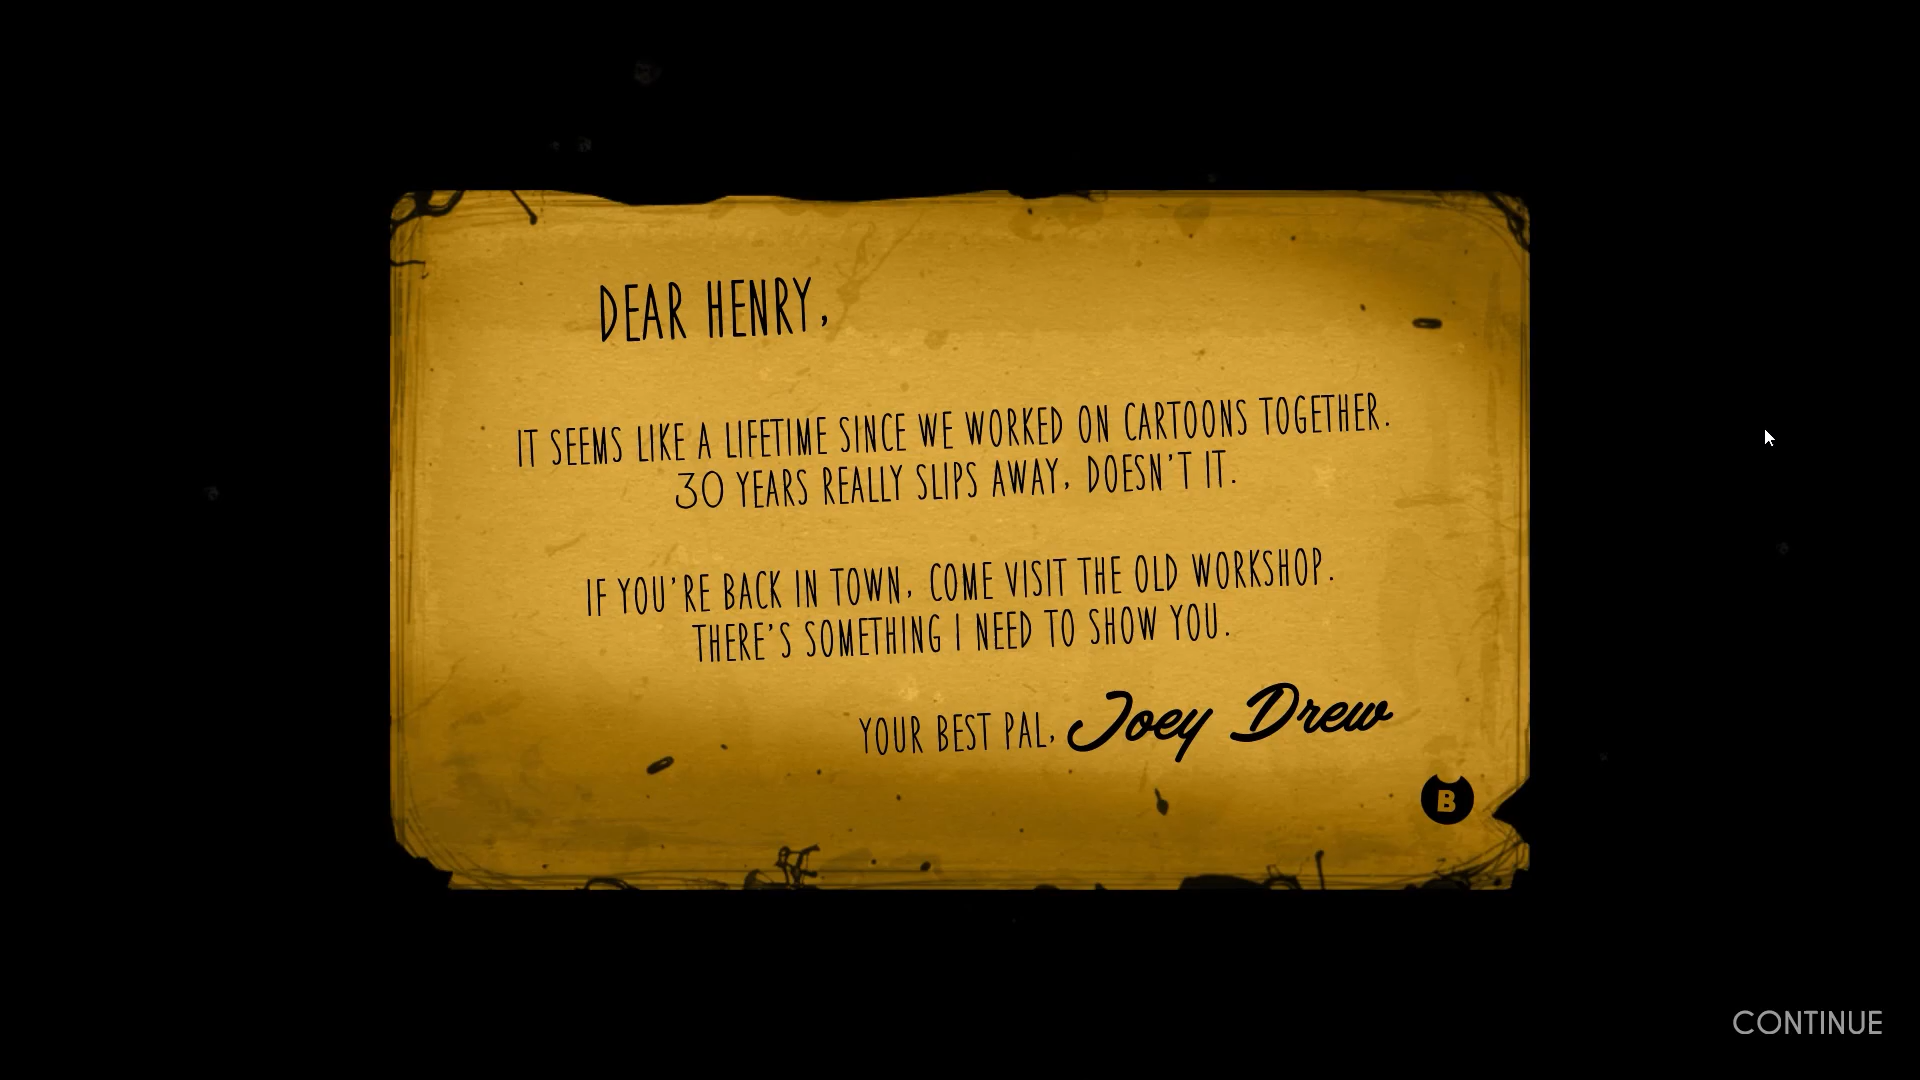 DEAR HENRY,
IT SEEMS LIKE A LIFETIME SINCE WE WORKED ON CARTOONS TOGETHER.
30 YEARS REALLY SLIPS AWAY, DOESN'T IT.
IF YOU'RE BACK IN TOWN, COME VISIT THE OLD WORKSHOP.
THERE'S SOMETHING I NEED TO SHOW YOU.
YOUR BEST PAL, Joey Drew
B
CONTINUE